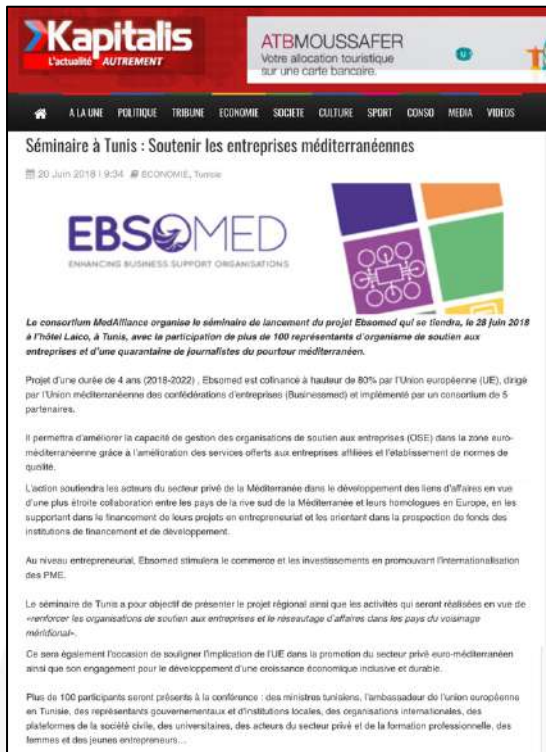 Kapitalis
L'actualité AUTREMENT
ATBMOUSSAFER
Votre allocation touristique
sur une carte bancaire.
A LA UNE POLITIQUE TRIBUNE ECONOMIE SOCIETE CULTURE SPORT CONSO MEDIA VIDEOS
Séminaire à Tunis : Soutenir les entreprises méditerranéennes
20 Juin 2018 | 9:34 ECONOMIE, Tunisie
EBSOMED
ENHANCING BUSINESS SUPPORT ORGANISATIONS
Le consortium MedAlliance organise le séminaire de lancement du projet Ebsomed qui se tiendra, le 28 juin 2018
à l'hôtel Laico, à Tunis, avec la participation de plus de 100 représentants d'organisme de soutien aux
entreprises et d'une quarantaine de journalistes du pourtour méditerranéen.
Projet d'une durée de 4 ans (2018-2022) , Ebsomed est cofinancé à hauteur de 80% par l'Union européenne (UE), dirigé
par l'Union méditerranéenne des confédérations d'entreprises (Businessmed) et implémenté par un consortium de 5
partenaires.
Il permettra d'améliorer la capacité de gestion des organisations de soutien aux entreprises (OSE) dans la zone euro-
méditerranéenne grâce à l'amélioration des services offerts aux entreprises affiliées et l'établissement de normes de
qualité.
L'action soutiendra les acteurs du secteur privé de la Méditerranée dans le développement des liens d'affaires en vue
d'une plus étroite collaboration entre les pays de la rive sud de la Méditerranée et leurs homologues en Europe, en les
supportant dans le financement de leurs projets en entrepreneuriat et les orientant dans la prospection de fonds des
institutions de financement et de développement.
Au niveau entrepreneurial, Ebsomed stimulera le commerce et les investissements en promouvant l'internationalisation
des PME.
Le séminaire de Tunis a pour objectif de présenter le projet régional ainsi que les activités qui seront réalisées en vue de
«renforcer les organisations de soutien aux entreprises et le réseautage d'affaires dans les pays du voisinage
méridional».
Ce sera également l'occasion de souligner l'implication de l'UE dans la promotion du secteur privé euro-méditerranéen
ainsi que son engagement pour le développement d'une croissance économique inclusive et durable.
Plus de 100 participants seront présents à la conférence : des ministres tunisiens, l'ambassadeur de l'union européenne
en Tunisie, des représentants gouvernementaux et d'institutions locales, des organisations internationales, des
plateformes de la société civile, des universitaires, des acteurs du secteur privé et de la formation professionnelle, des
femmes et des jeunes entrepreneurs…